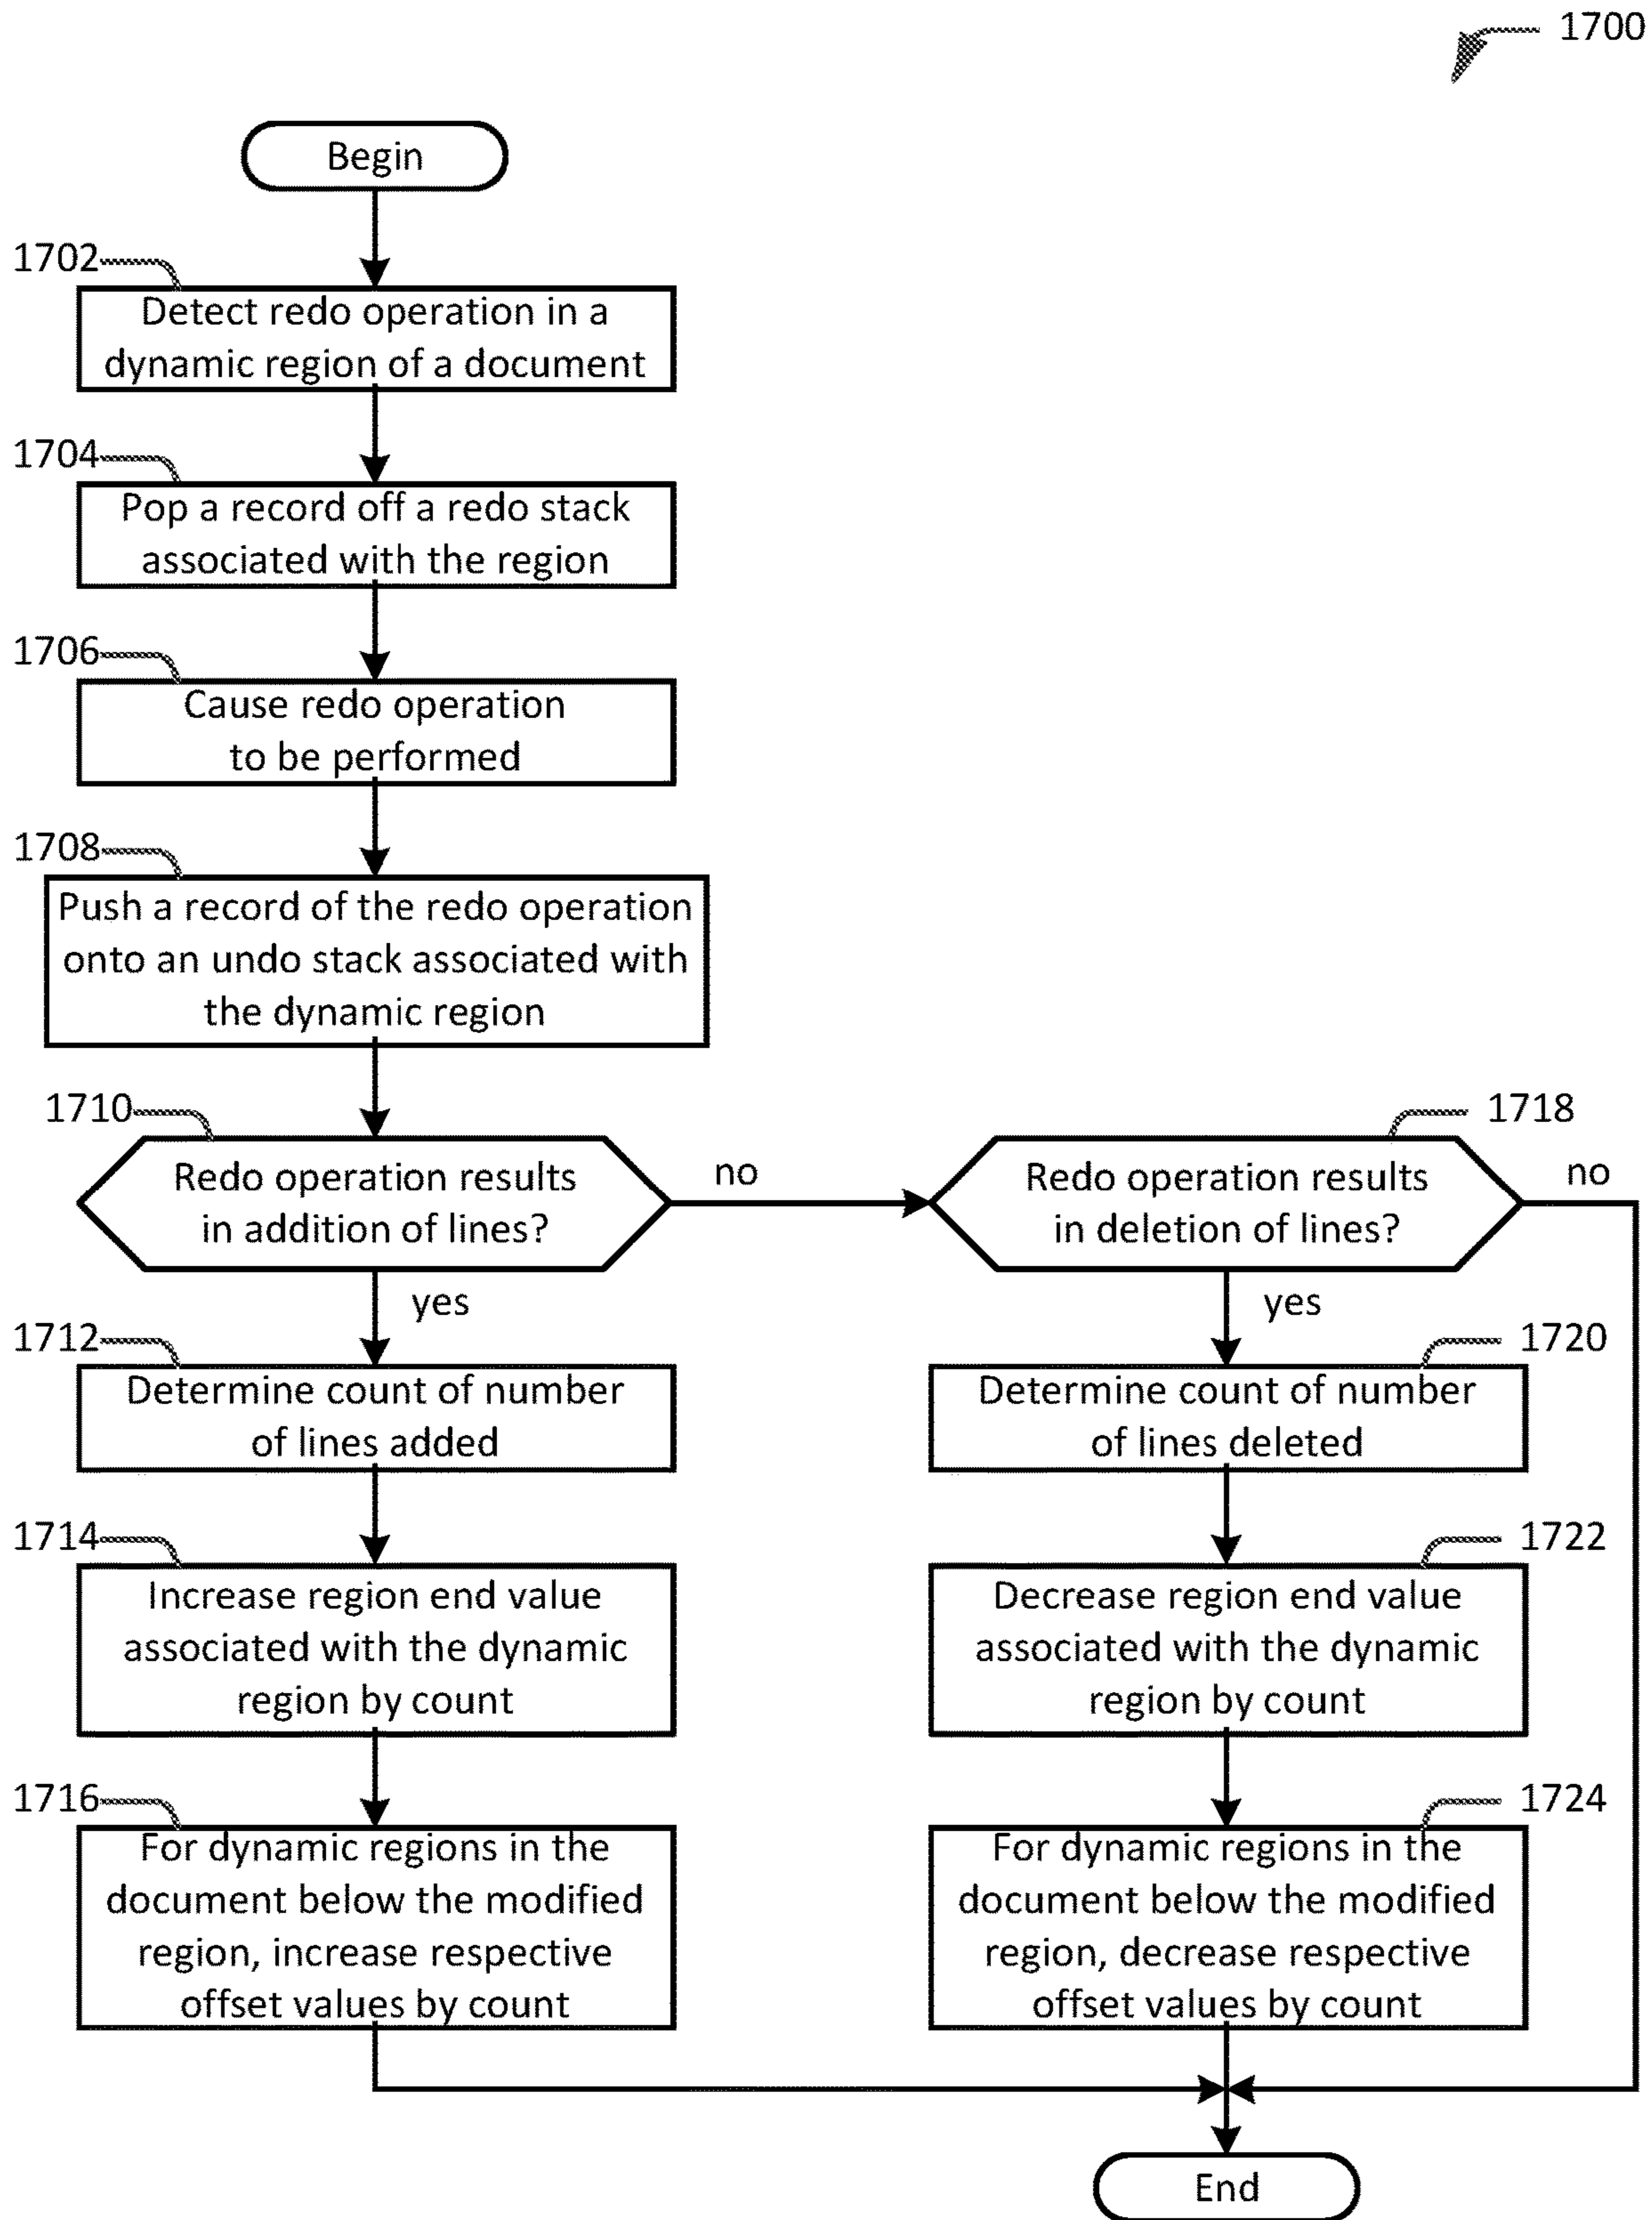 1700
Begin
1702
Detect redo operation in a
dynamic region of a document
1704
Pop a record off a redo stack
associated with the region
1706
Cause redo operation
to be performed
1708
Push a record of the redo operation
onto an undo stack associated with
the dynamic region
1710
Redo operation results
in addition of lines?
no
yes
1718
Redo operation results
in deletion of lines?
no
yes
1712
Determine count of number
of lines added
1714
Increase region end value
associated with the dynamic
region by count
1716
For dynamic regions in the
document below the modified
region, increase respective
offset values by count
1720
Determine count of number
of lines deleted
1722
Decrease region end value
associated with the dynamic
region by count
1724
For dynamic regions in the
document below the modified
region, decrease respective
offset values by count
End